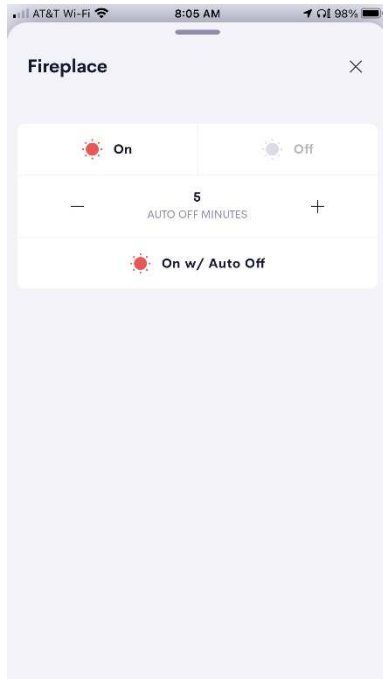 AT&T Wi-Fi 8:05 AM 98%
Fireplace
On Off
5
AUTO OFF MINUTES
On w/ Auto Off